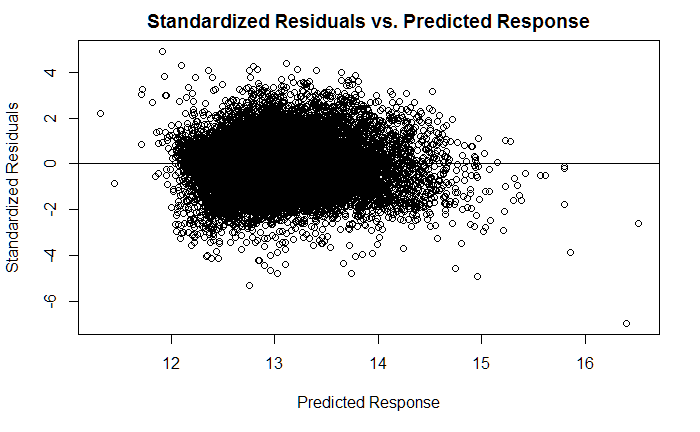 Standardized Residuals vs. Predicted Response
Standardized Residuals
4
2
0
-2
-4
-6
12 13 14 15 16
Predicted Response